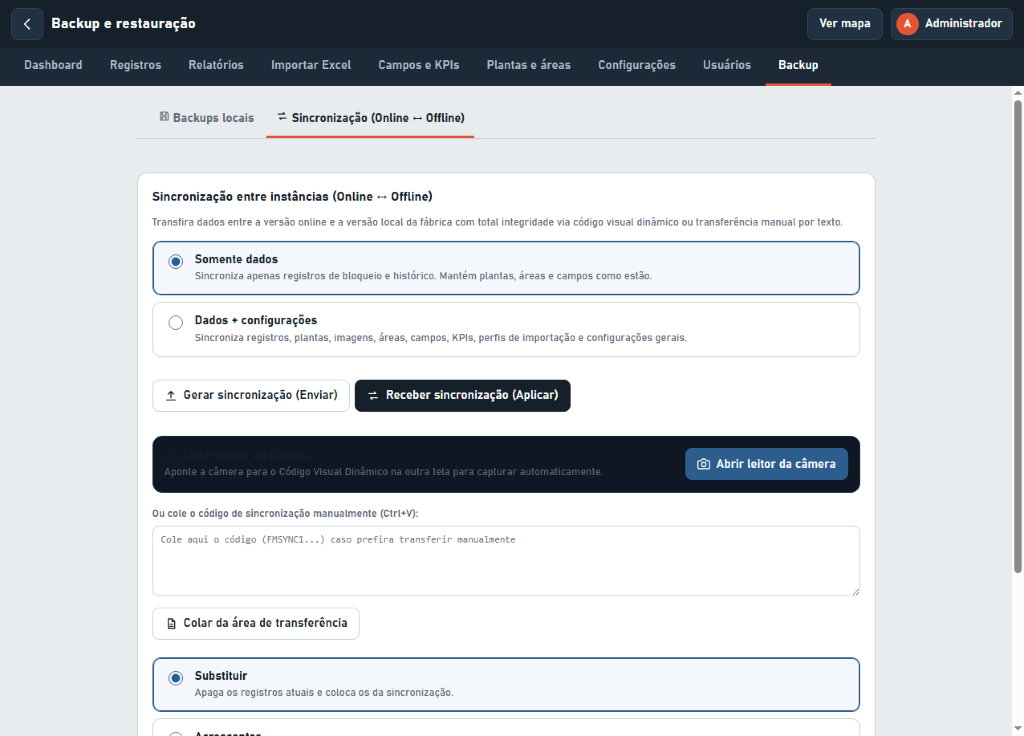 Backup e restauração
Ver mapa
A Administrador
Dashboard Registros Relatórios Importar Excel Campos e KPIs Plantas e áreas Configurações Usuários Backup
Backups locais
Sincronização (Online ↔ Offline)
Sincronização entre instâncias (Online ↔ Offline)
Transfira dados entre a versão online e a versão local da fábrica com total integridade via código visual dinâmico ou transferência manual por texto.
Somente dados
Sincroniza apenas registros de bloqueio e histórico. Mantém plantas, áreas e campos como estão.
Dados + configurações
Sincroniza registros, plantas, imagens, áreas, campos, KPIs, perfis de importação e configurações gerais.
Gerar sincronização (Enviar)
Receber sincronização (Aplicar)
Aponte a câmera para o Código Visual Dinâmico na outra tela para capturar automaticamente.
Abrir leitor da câmera
Ou cole o código de sincronização manualmente (Ctrl+V):
Cole aqui o código (FMSYNC1...) caso prefira transferir manualmente
Colar da área de transferência
Substituir
Apaga os registros atuais e coloca os da sincronização.